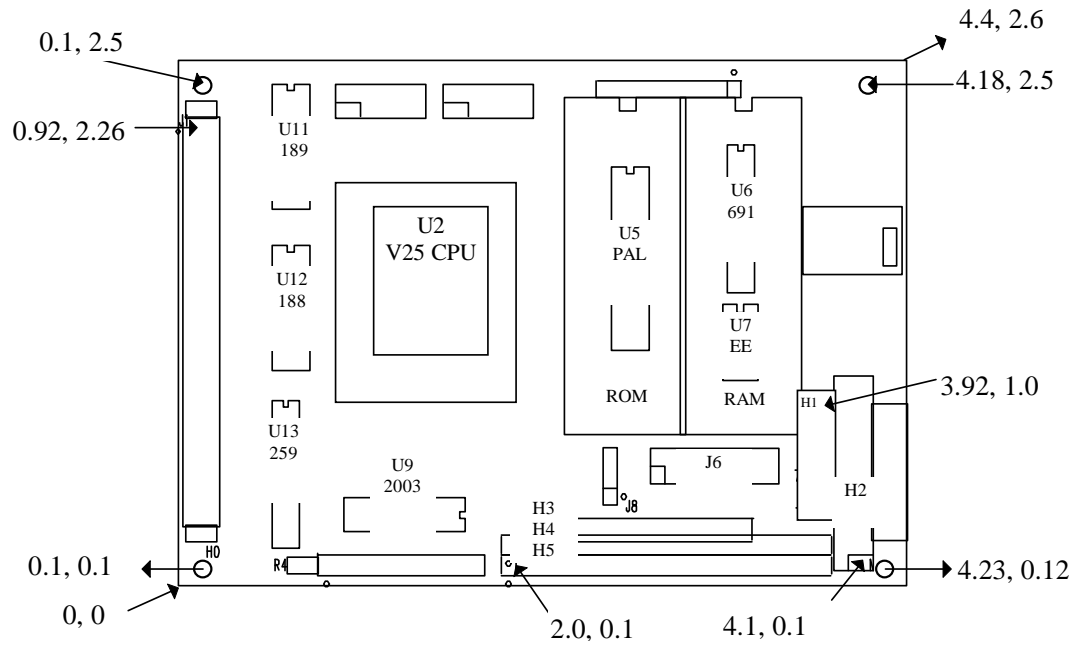 4.4, 2.6
0.1, 2.5
4.18, 2.5
0.92, 2.26
U11
189
U6
691
U2
V25 CPU
U5
PAL
U12
188
U7
EE
ROM
RAM
H1
3.92, 1.0
U13
259
U9
2003
J6
H2
J8
H3
H4
H5
H0
R4
0.1, 0.1
4.23, 0.12
0, 0
2.0, 0.1
4.1, 0.1